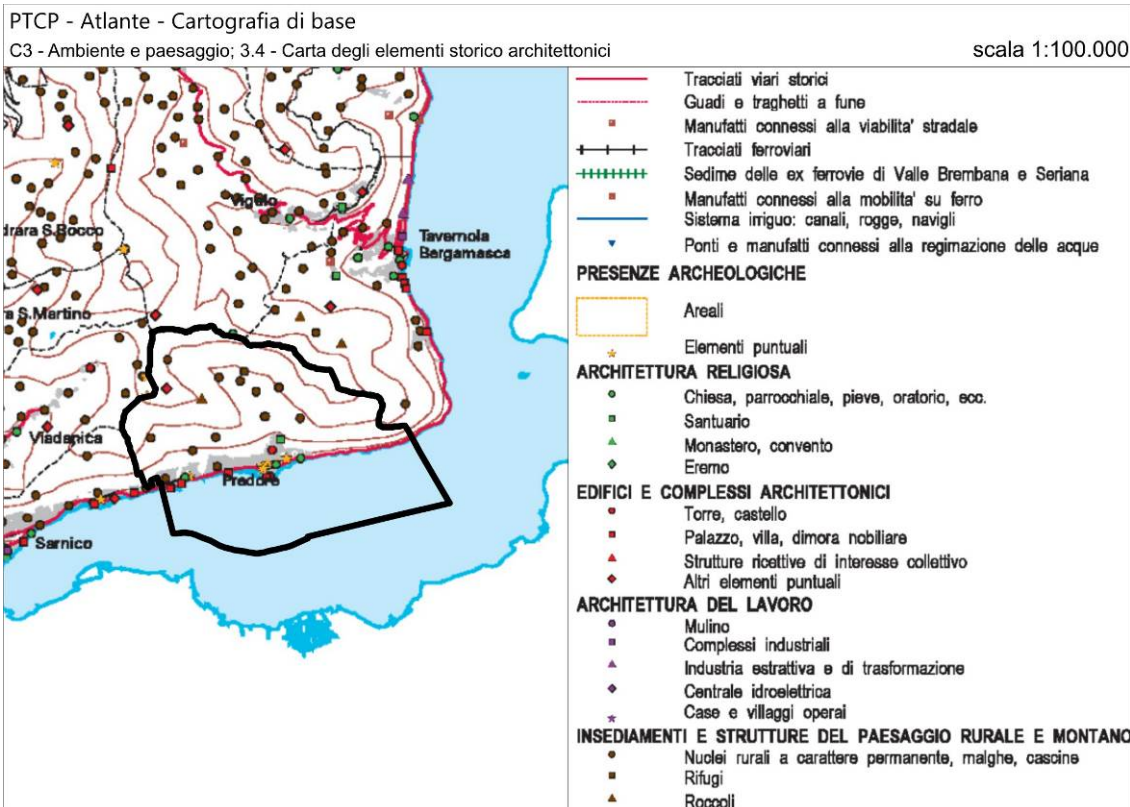 PTCP - Atlante - Cartografia di base
C3 - Ambiente e paesaggio; 3.4 - Carta degli elementi storico architettonici
scala 1:100.000
Vigolo
drara S.Rocco
Tavernola
Bergamasca
a S.Martino
Viadanica
Predore
Sarnico
Tracciati viari storici
Guadi e traghetti a fune
Manufatti connessi alla viabilita' stradale
Tracciati ferroviari
Sedime delle ex ferrovie di Valle Brembana e Seriana
Manufatti connessi alla mobilita' su ferro
Sistema irriguo: canali, rogge, navigli
Ponti e manufatti connessi alla regimazione delle acque
PRESENZE ARCHEOLOGICHE
Areali
Elementi puntuali
ARCHITETTURA RELIGIOSA
Chiesa, parrocchiale, pieve, oratorio, ecc.
Santuario
Monastero, convento
Eremo
EDIFICI E COMPLESSI ARCHITETTONICI
Torre, castello
Palazzo, villa, dimora nobiliare
Strutture ricettive di interesse collettivo
Altri elementi puntuali
ARCHITETTURA DEL LAVORO
Mulino
Complessi industriali
Industria estrattiva e di trasformazione
Centrale idroelettrica
Case e villaggi operai
INSEDIAMENTI E STRUTTURE DEL PAESAGGIO RURALE E MONTANO
Nuclei rurali a carattere permanente, malghe, cascine
Rifugi
Roccoli